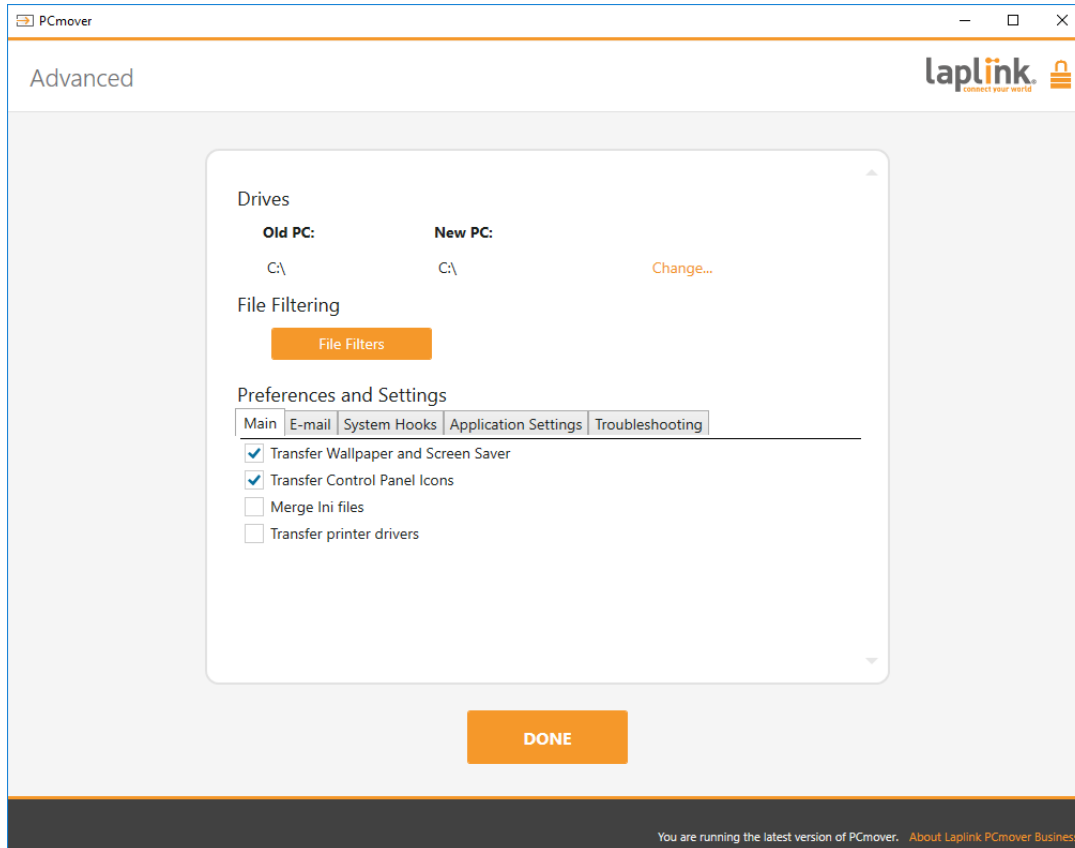 PCmover
Advanced
laplink.
connect your world
Drives
Old PC: New PC:
C:\ C:\ Change...
File Filtering
File Filters
Preferences and Settings
Main E-mail System Hooks Application Settings Troubleshooting
Transfer Wallpaper and Screen Saver
Transfer Control Panel Icons
Merge Ini files
Transfer printer drivers
DONE
You are running the latest version of PCmover. About Laplink PCmover Business